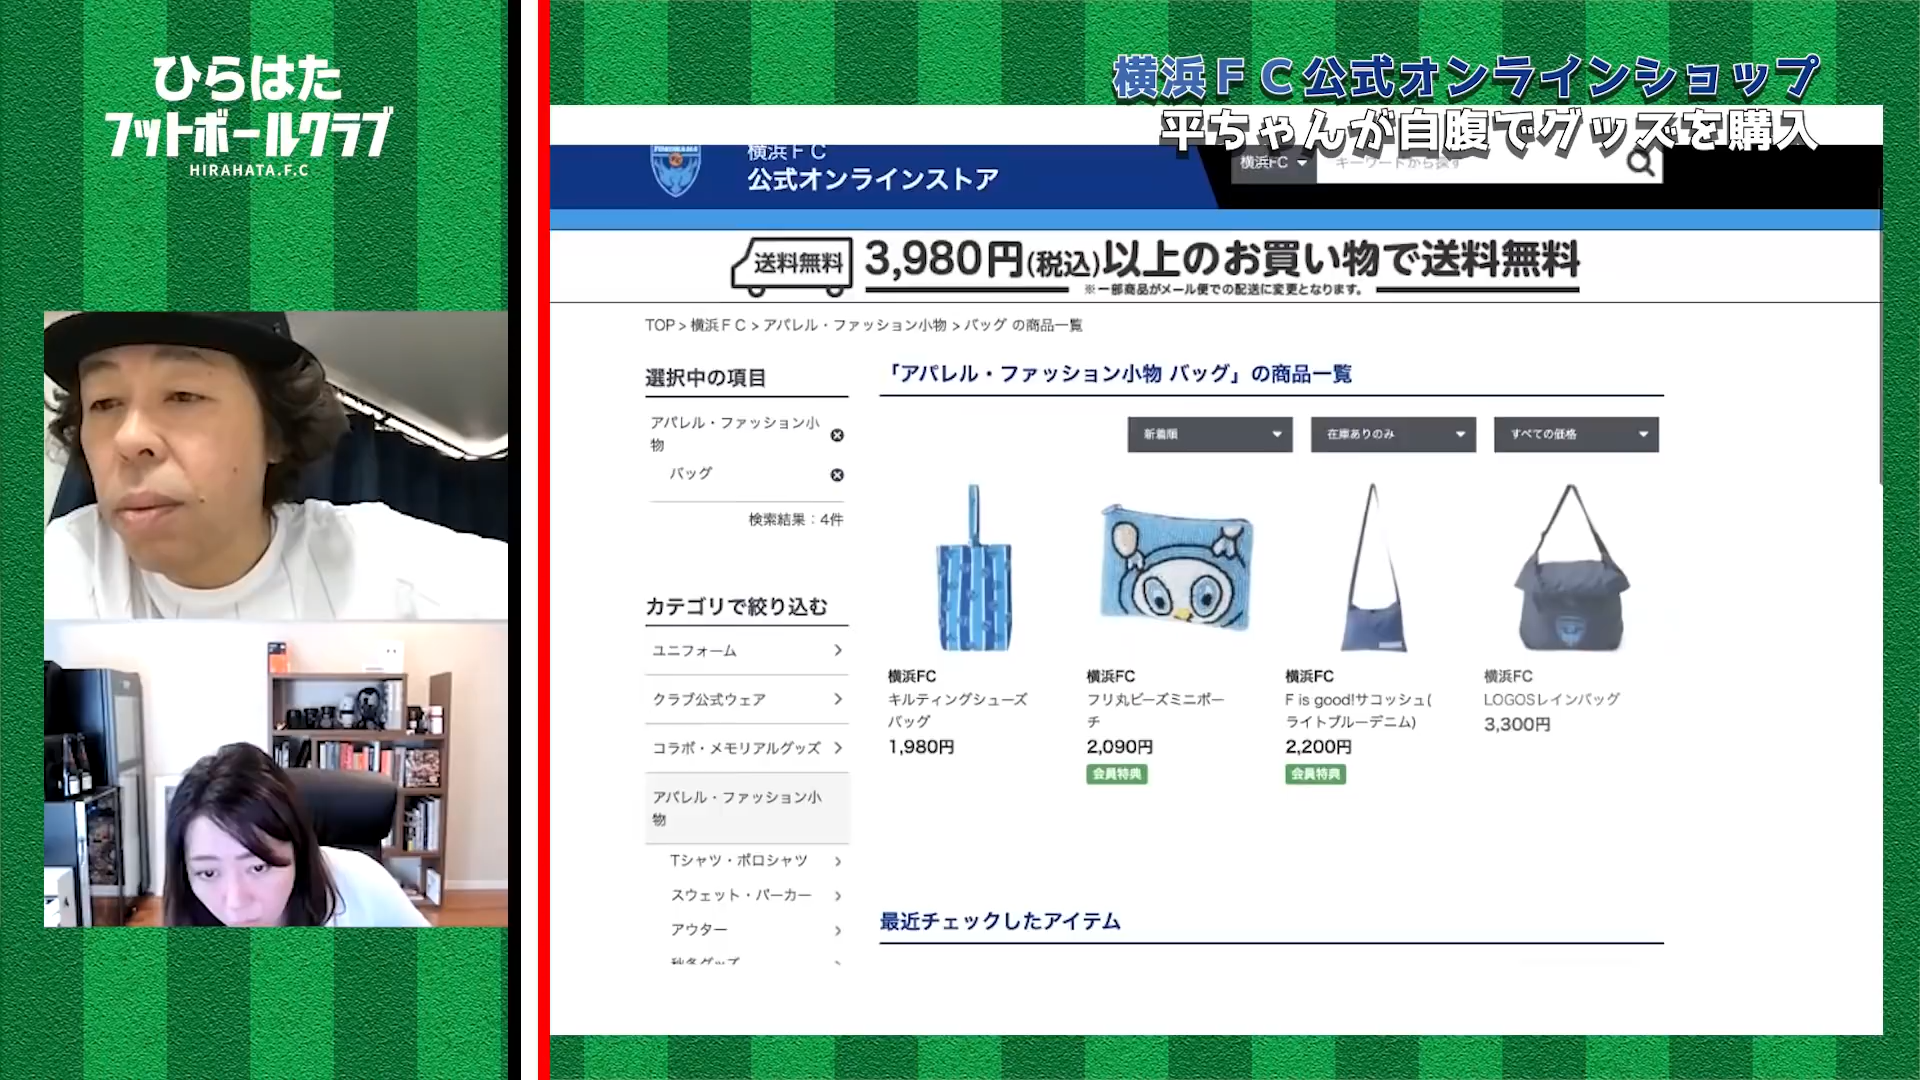 ひらはた
フットボールクラブ
HIRAHATA.F.C
横浜ＦＣ公式オンラインショップ
平ちゃんが自腹でグッズを購入
横浜ＦＣ
公式オンラインストア
横浜FC
キーワードから探す
送料無料
3,980円(税込)以上のお買い物で送料無料
※一部商品がメール便での配送に変更となります。
TOP > 横浜ＦＣ > アパレル・ファッション小物 > バッグ の商品一覧
選択中の項目
アパレル・ファッション小
物
バッグ
検索結果：4件
カテゴリで絞り込む
ユニフォーム
クラブ公式ウェア
コラボ・メモリアルグッズ
アパレル・ファッション小
物
Tシャツ・ポロシャツ
スウェット・パーカー
アウター
秋冬グッズ
「アパレル・ファッション小物 バッグ」の商品一覧
新着順
在庫ありのみ
すべての価格
横浜FC
キルティングシューズ
バッグ
1,980円
横浜FC
フリ丸ビーズミニポー
チ
2,090円
会員特典
横浜FC
F is good!サコッシュ(
ライトブルーデニム)
2,200円
会員特典
横浜FC
LOGOSレインバッグ
3,300円
最近チェックしたアイテム